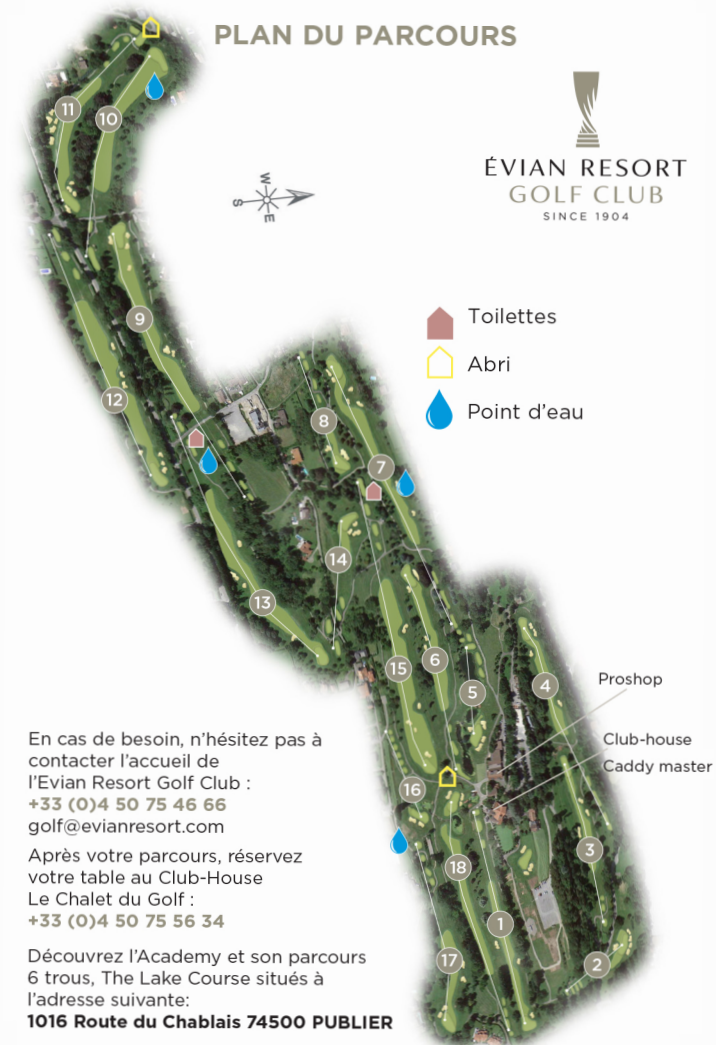 PLAN DU PARCOURS
ÉVIAN RESORT
GOLF CLUB
SINCE 1904
W
S
E
Toilettes
Abri
Point d'eau
11
10
9
12
8
7
14
13
15
6
5
4
16
18
3
1
17
2
Proshop
Club-house
Caddy master
En cas de besoin, n'hésitez pas à
contacter l'accueil de
l'Evian Resort Golf Club :
+33 (0)4 50 75 46 66
golf@evianresort.com
Après votre parcours, réservez
votre table au Club-House
Le Chalet du Golf :
+33 (0)4 50 75 56 34
Découvrez l'Academy et son parcours
6 trous, The Lake Course situés à
l'adresse suivante:
1016 Route du Chablais 74500 PUBLIER